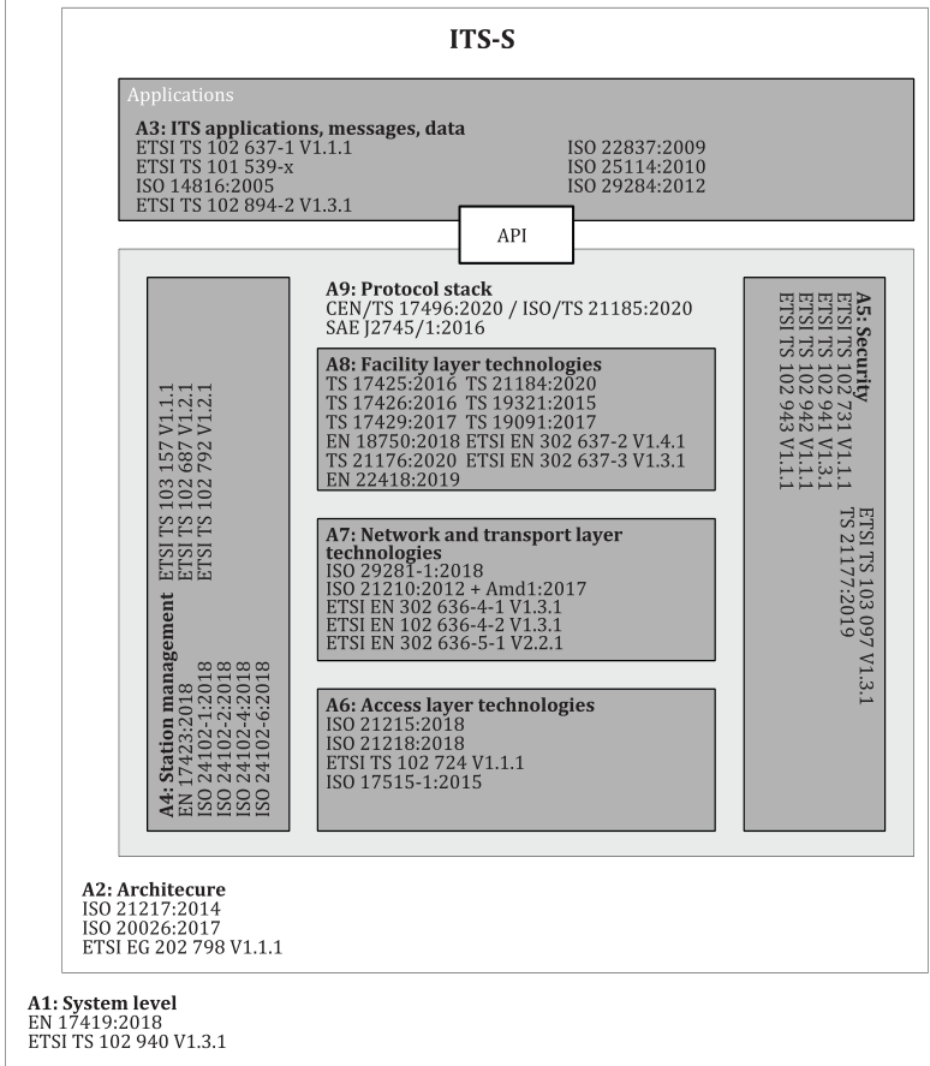 ITS-S
Applications
A3: ITS applications, messages, data
ETSI TS 102 637-1 V1.1.1
ETSI TS 101 539-x
ISO 14816:2005
ETSI TS 102 894-2 V1.3.1
ISO 22837:2009
ISO 25114:2010
ISO 29284:2012
API
A4: Station management
EN 17423:2018
ISO 24102-1:2018
ISO 24102-2:2018
ISO 24102-4:2018
ISO 24102-6:2018
ETSI TS 103 157 V1.1.1
ETSI TS 102 687 V1.2.1
ETSI TS 102 792 V1.2.1
A9: Protocol stack
CEN/TS 17496:2020 / ISO/TS 21185:2020
SAE J2745/1:2016
A8: Facility layer technologies
TS 17425:2016 TS 21184:2020
TS 17426:2016 TS 19321:2015
TS 17429:2017 TS 19091:2017
EN 18750:2018 ETSI EN 302 637-2 V1.4.1
TS 21176:2020 ETSI EN 302 637-3 V1.3.1
EN 22418:2019
A7: Network and transport layer
technologies
ISO 29281-1:2018
ISO 21210:2012 + Amd1:2017
ETSI EN 302 636-4-1 V1.3.1
ETSI EN 102 636-4-2 V1.3.1
ETSI EN 302 636-5-1 V2.2.1
A6: Access layer technologies
ISO 21215:2018
ISO 21218:2018
ETSI TS 102 724 V1.1.1
ISO 17515-1:2015
A5: Security
ETSI TS 102 731 V1.1.1
ETSI TS 102 941 V1.3.1
ETSI TS 102 942 V1.1.1
ETSI TS 102 943 V1.1.1
ETSI TS 103 097 V1.3.1
TS 21177:2019
A2: Architecure
ISO 21217:2014
ISO 20026:2017
ETSI EG 202 798 V1.1.1
A1: System level
EN 17419:2018
ETSI TS 102 940 V1.3.1